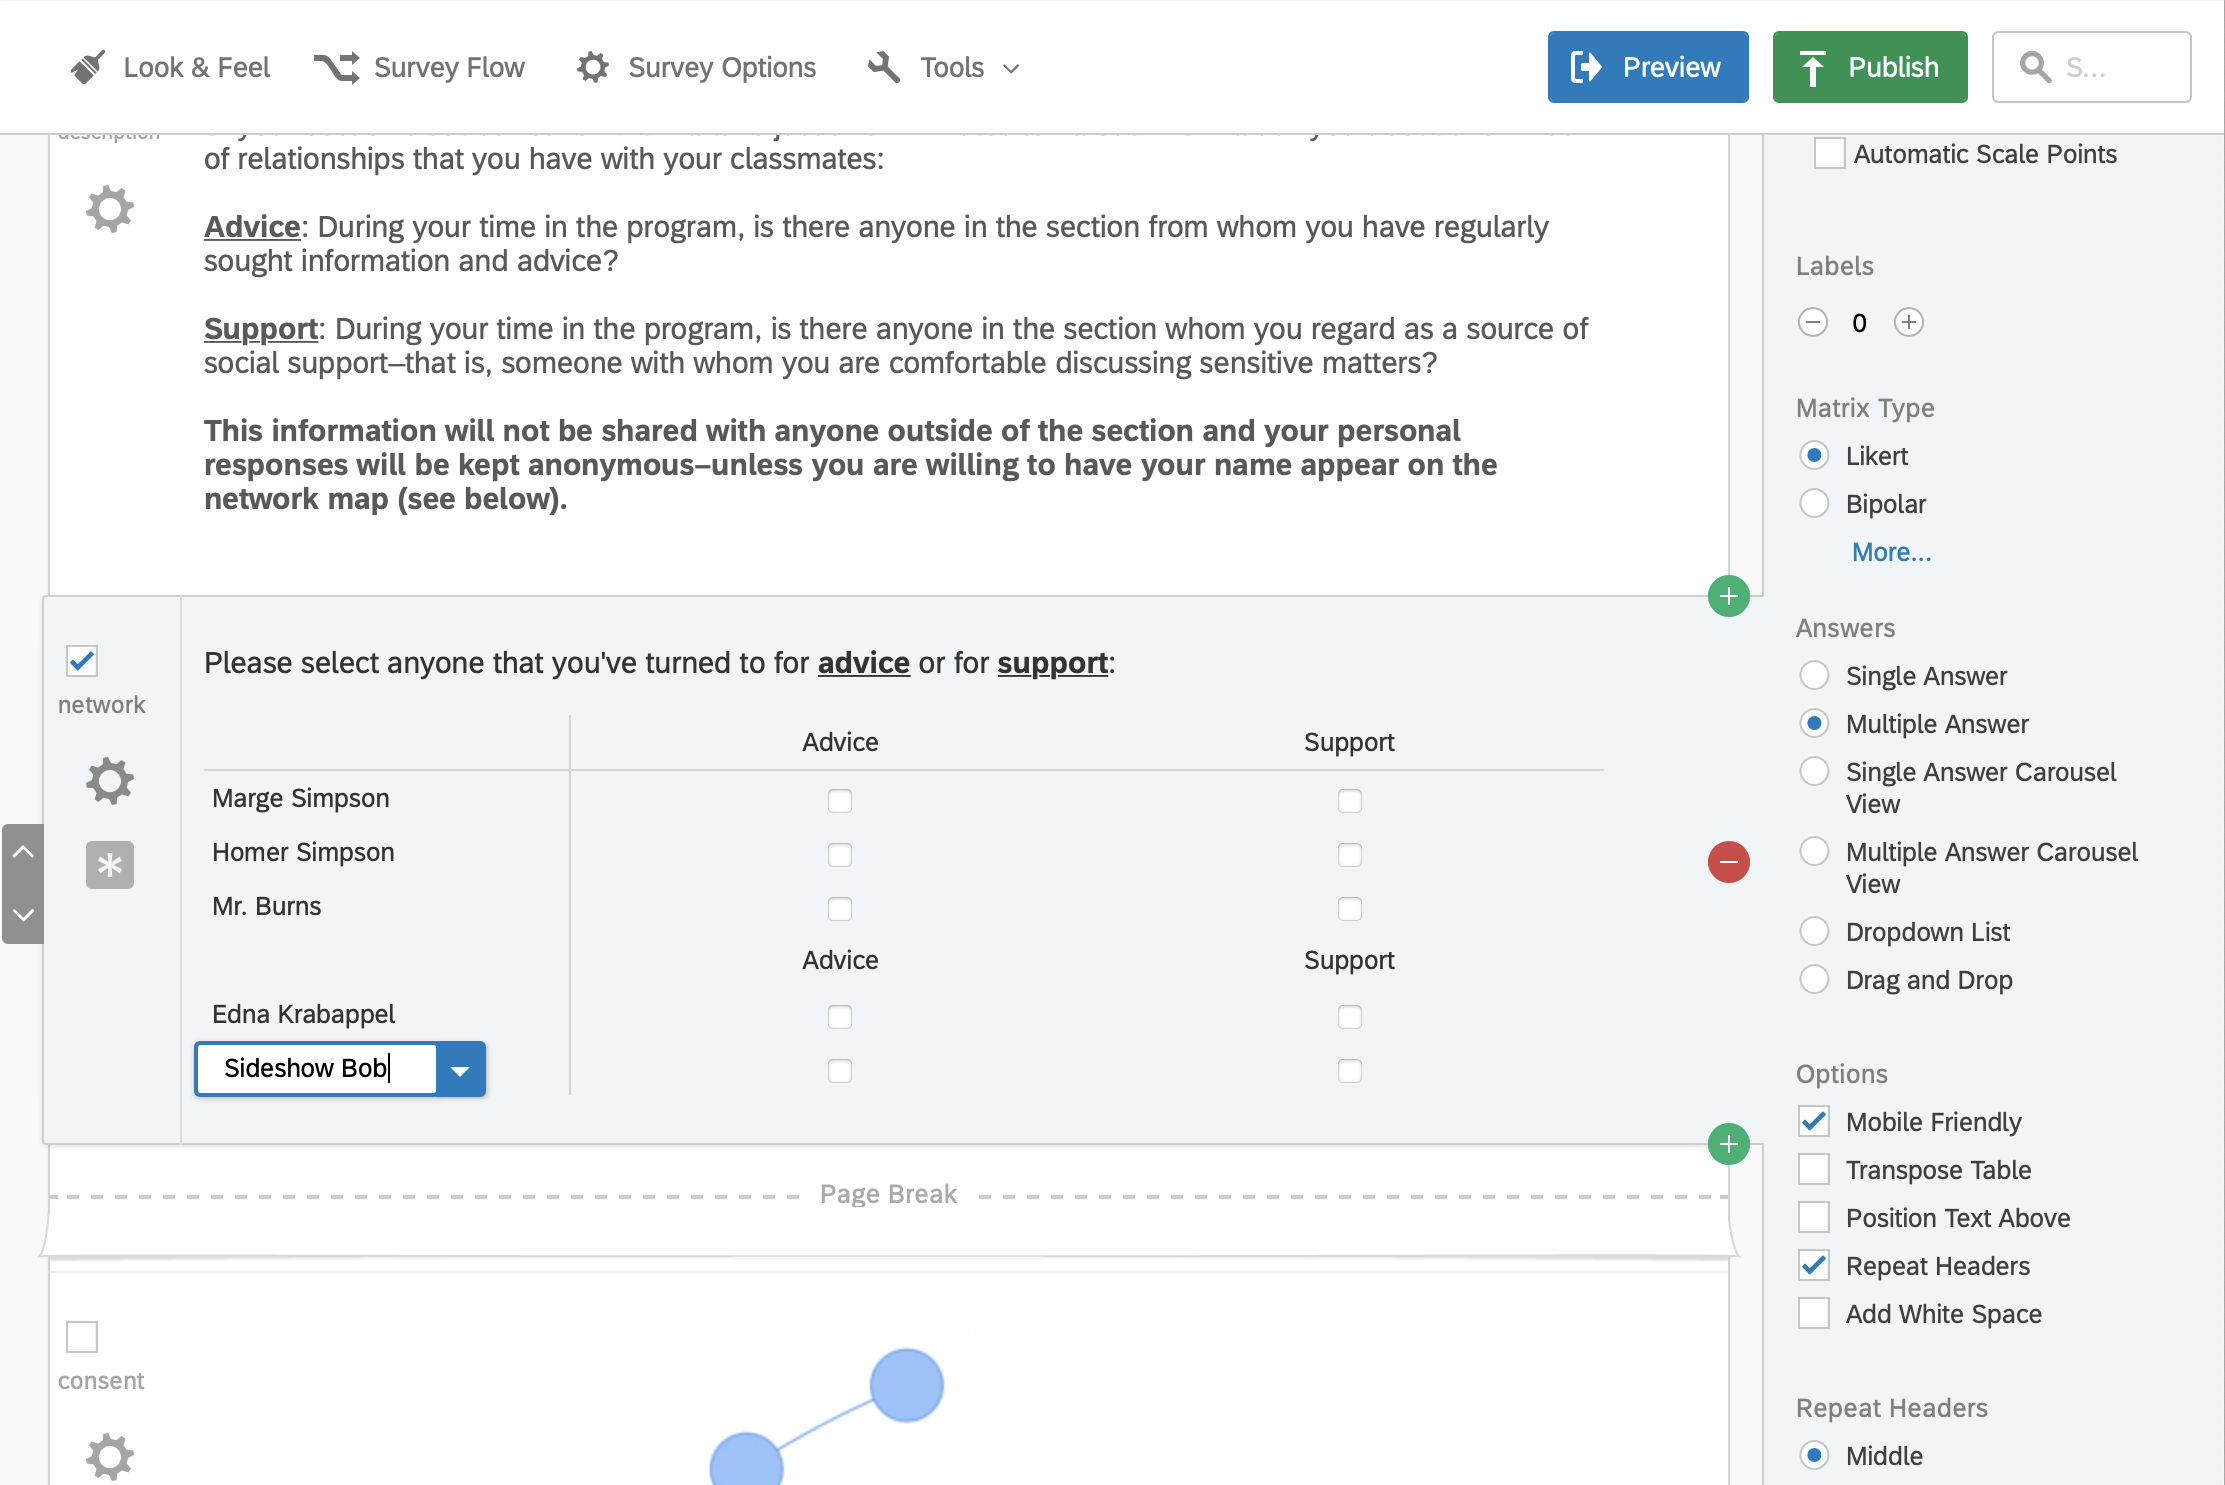 Look & Feel
Survey Flow
Survey Options
Tools
Preview
Publish
S...
description
of relationships that you have with your classmates:
Advice: During your time in the program, is there anyone in the section from whom you have regularly
sought information and advice?
Support: During your time in the program, is there anyone in the section whom you regard as a source of
social support–that is, someone with whom you are comfortable discussing sensitive matters?
This information will not be shared with anyone outside of the section and your personal
responses will be kept anonymous–unless you are willing to have your name appear on the
network map (see below).
network
Please select anyone that you've turned to for advice or for support:
Advice Support
Marge Simpson
Homer Simpson
Mr. Burns
Advice Support
Edna Krabappel
Sideshow Bob
Page Break
consent
Automatic Scale Points
Labels
0
Matrix Type
Likert
Bipolar
More...
Answers
Single Answer
Multiple Answer
Single Answer Carousel
View
Multiple Answer Carousel
View
Dropdown List
Drag and Drop
Options
Mobile Friendly
Transpose Table
Position Text Above
Repeat Headers
Add White Space
Repeat Headers
Middle